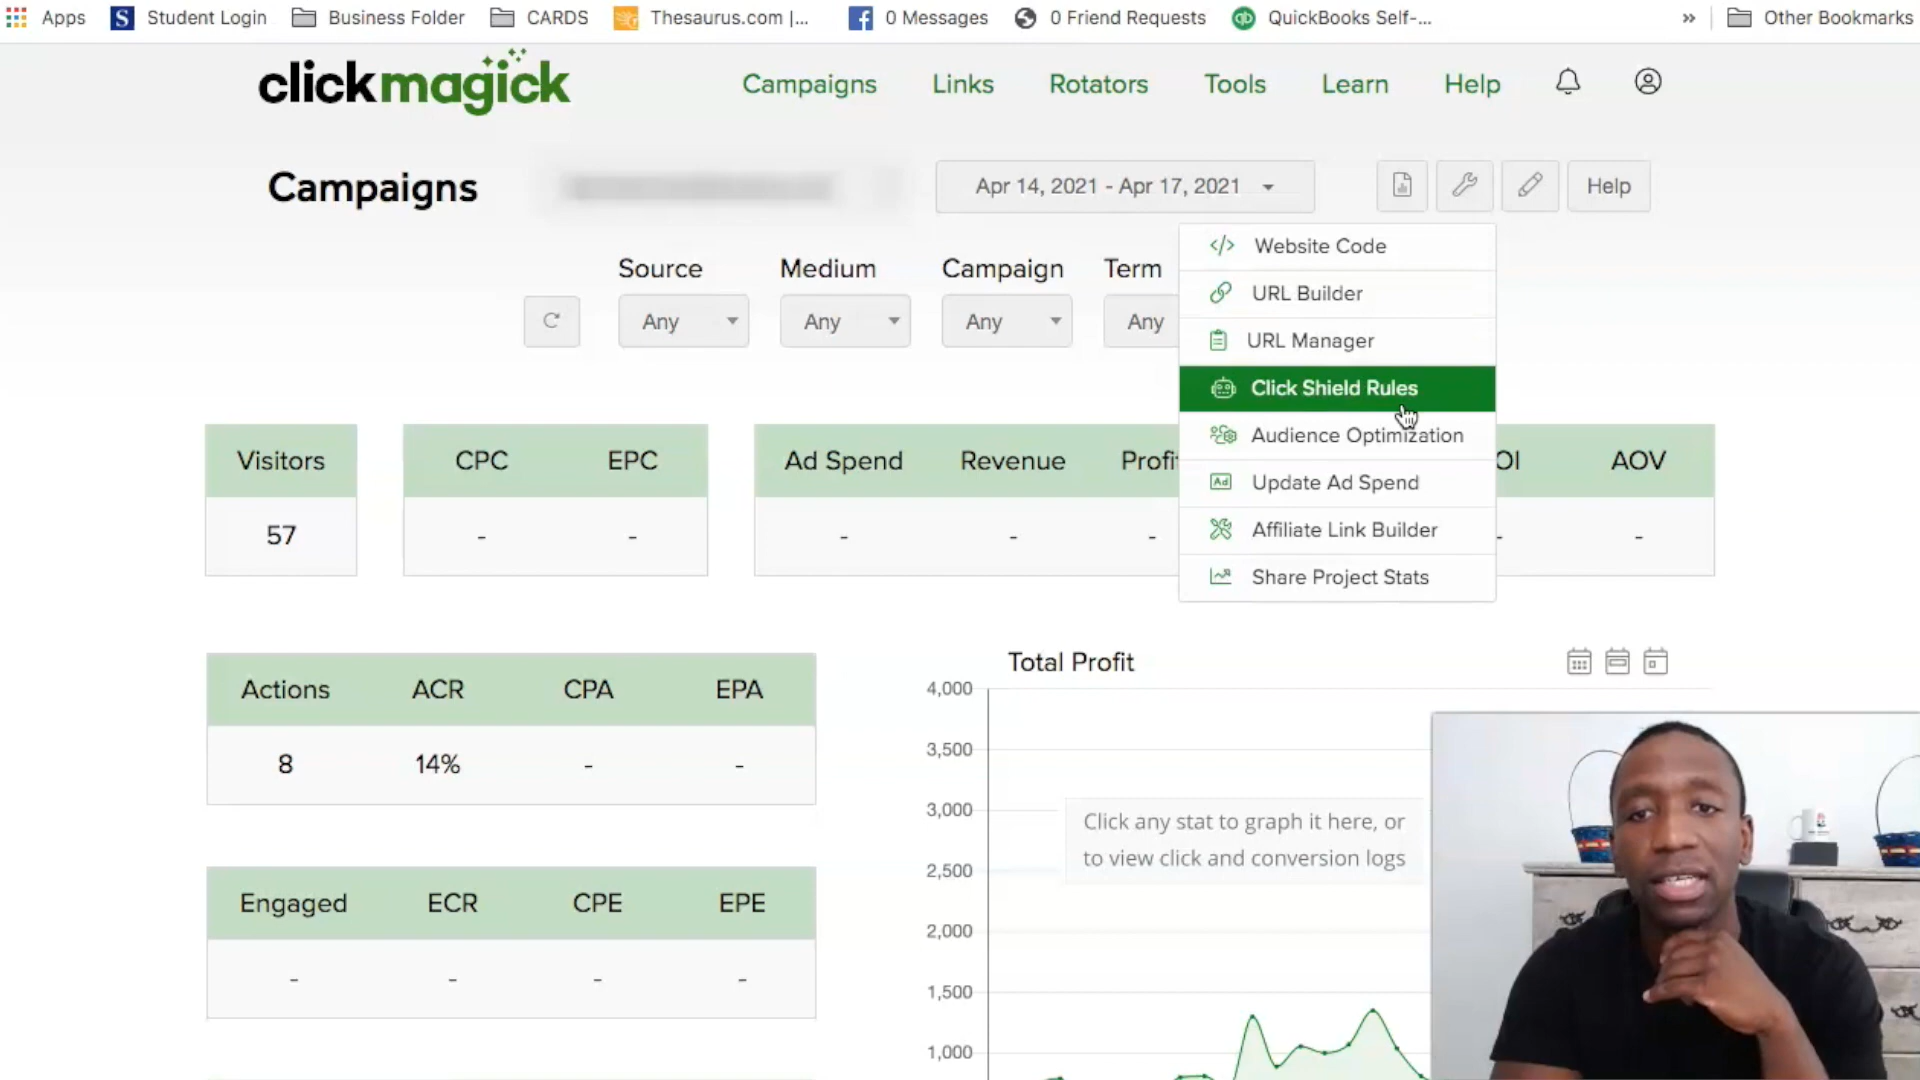 Apps
Student Login
Business Folder
CARDS
Thesaurus.com |...
0 Messages
0 Friend Requests
QuickBooks Self-...
»
Other Bookmarks
clickmagick
Campaigns
Links
Rotators
Tools
Learn
Help
Campaigns
Apr 14, 2021 - Apr 17, 2021
Help
Source
Medium
Campaign
Term
Any
Any
Any
Any
</> Website Code
URL Builder
URL Manager
Click Shield Rules
Audience Optimization
Ad Update Ad Spend
Affiliate Link Builder
Share Project Stats
Visitors
CPC
EPC
Ad Spend
Revenue
Profi
OI
AOV
57
-
-
-
-
-
-
-
Actions
ACR
CPA
EPA
8
14%
-
-
Engaged
ECR
CPE
EPE
-
-
-
-
Total Profit
4,000
3,500
3,000
2,500
2,000
1,500
1,000
Click any stat to graph it here, or
to view click and conversion logs